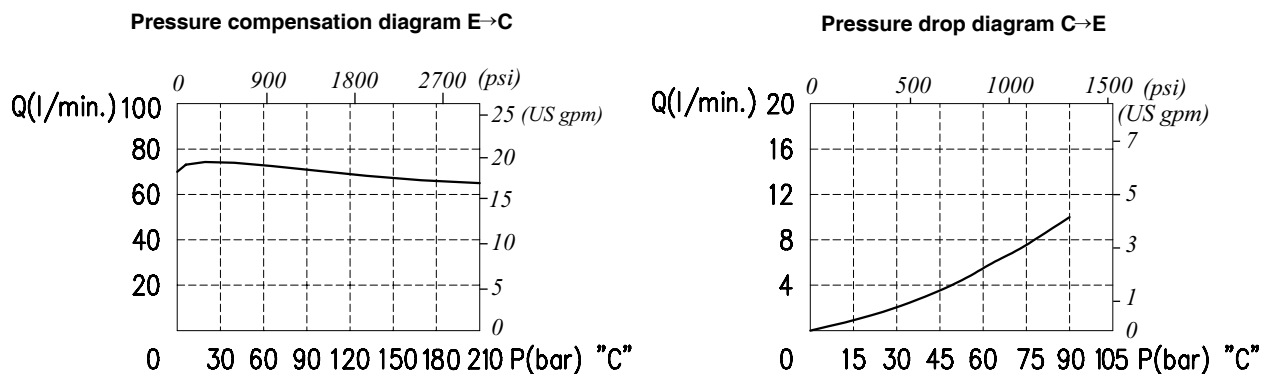 Pressure compensation diagram E→C
0 900 1800 2700 (psi)
Q(l/min.) 100
80
60
40
20
25 (US gpm)
20
15
10
5
0
0 30 60 90 120 150 180 210 P(bar) "C"
Pressure drop diagram C→E
0 500 1000 1500 (psi)
Q(l/min.) 20
16
12
8
4
(US gpm)
7
5
3
1
0
0 15 30 45 60 75 90 105 P(bar) "C"